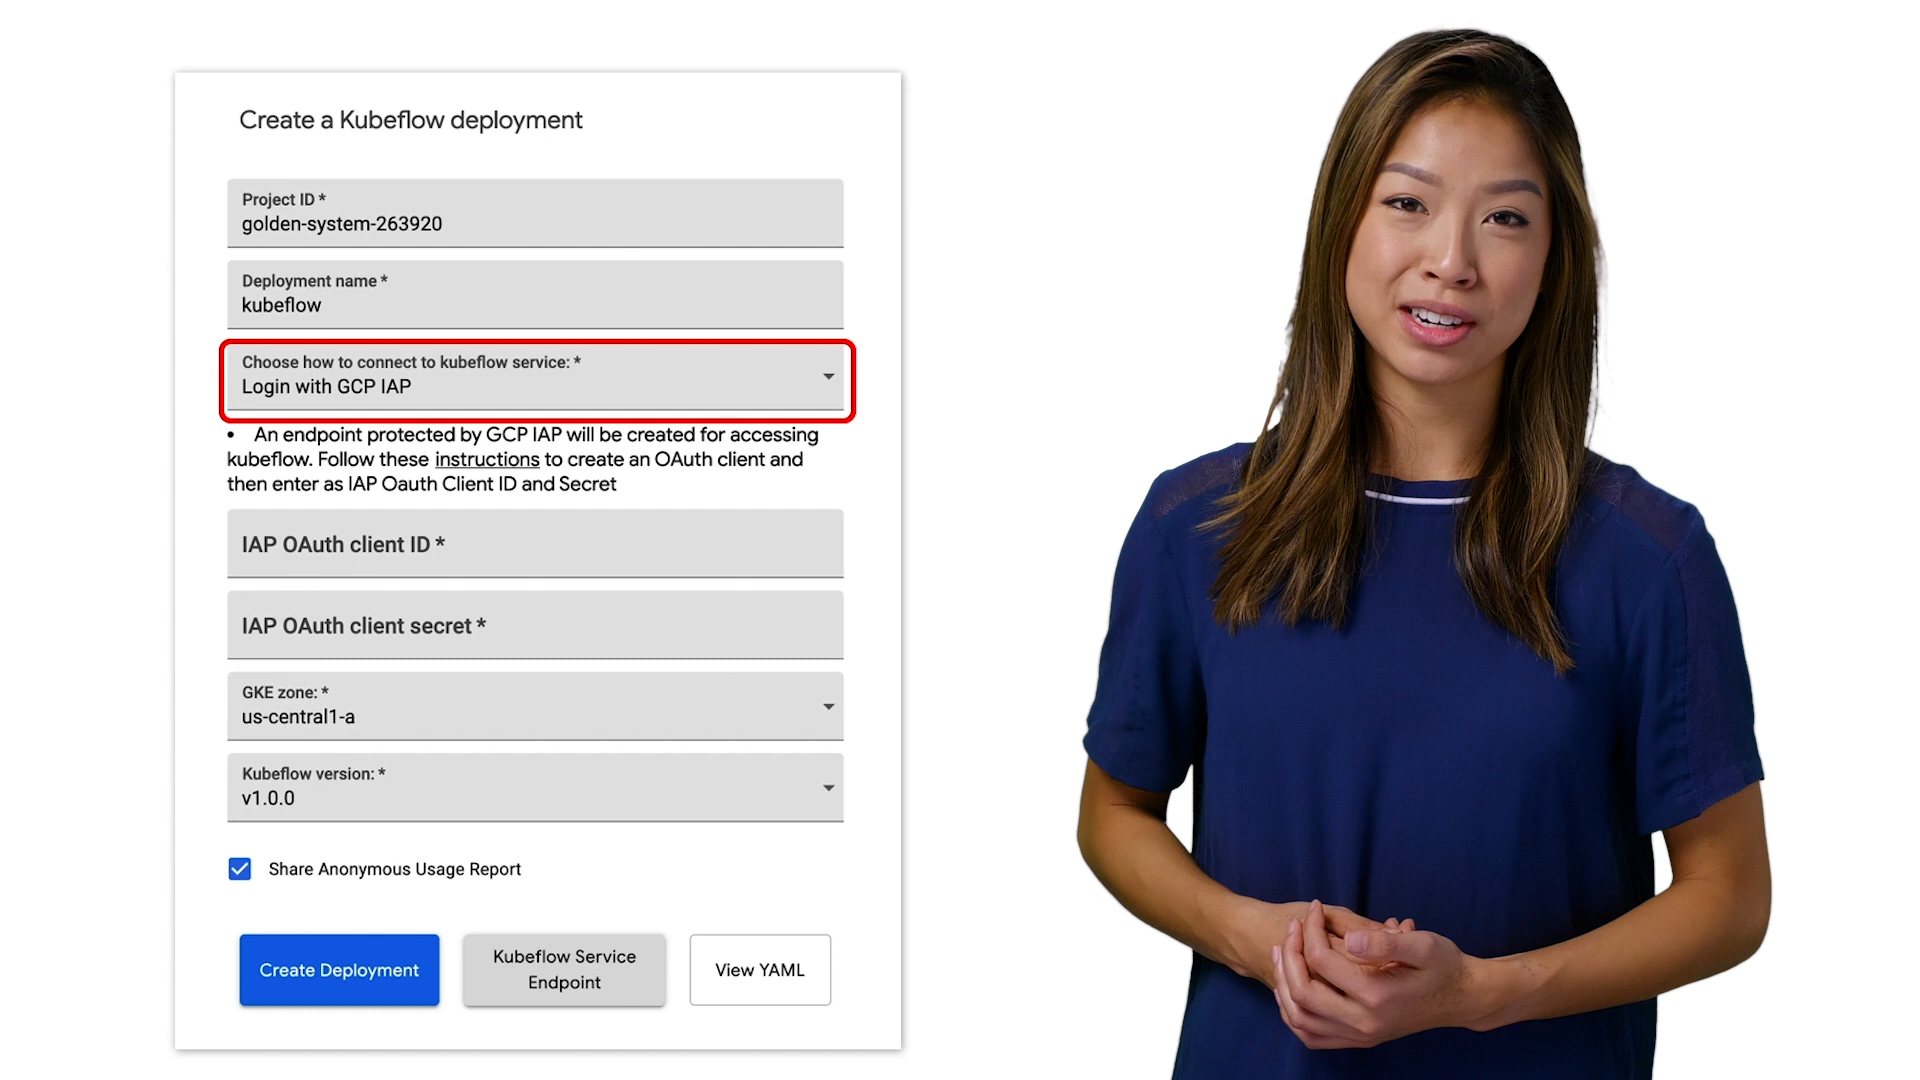 Create a Kubeflow deployment
Project ID *
golden-system-263920
Deployment name *
kubeflow
Choose how to connect to kubeflow service: *
Login with GCP IAP
• An endpoint protected by GCP IAP will be created for accessing
kubeflow. Follow these instructions to create an OAuth client and
then enter as IAP Oauth Client ID and Secret
IAP OAuth client ID *
IAP OAuth client secret *
GKE zone: *
us-central1-a
Kubeflow version: *
v1.0.0
Share Anonymous Usage Report
Create Deployment
Kubeflow Service
Endpoint
View YAML